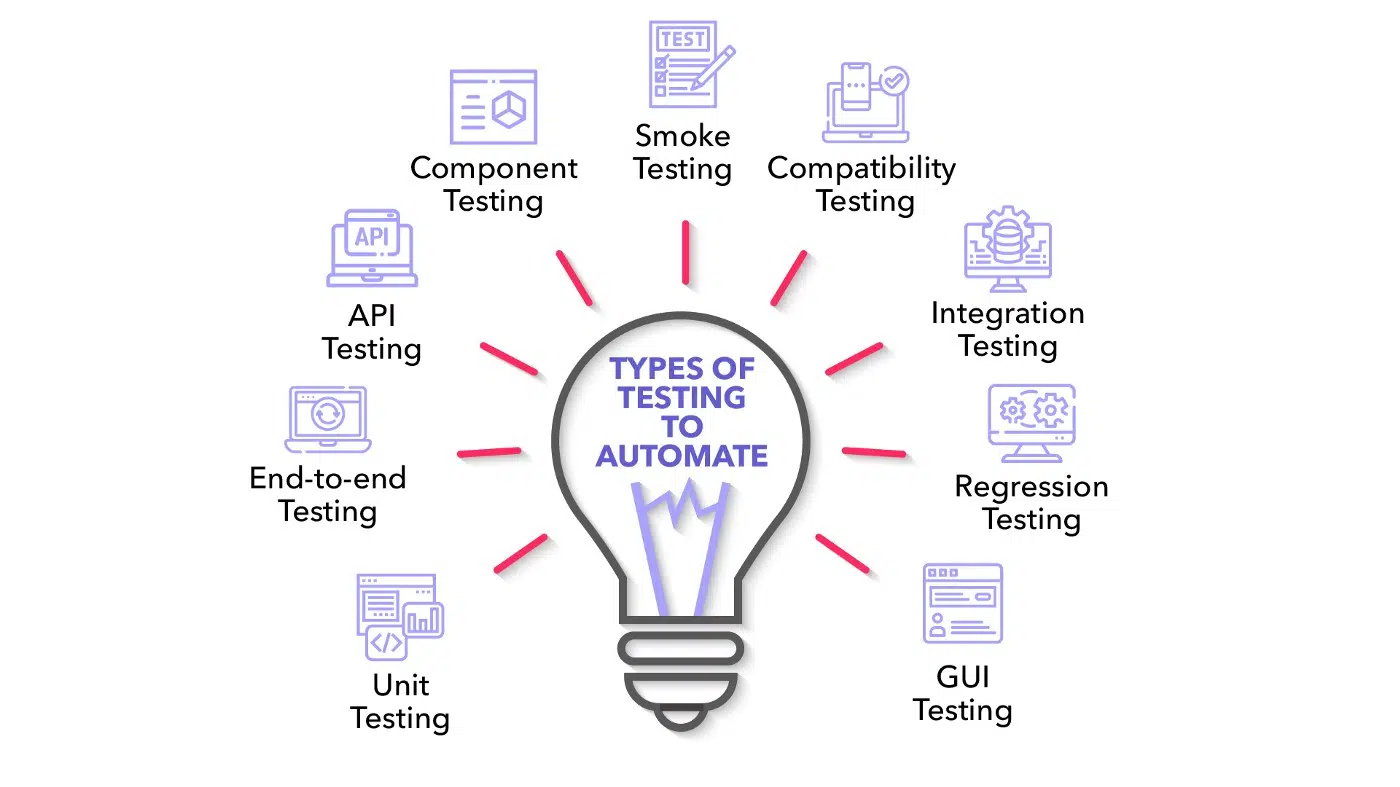 TEST
Smoke
Testing
Component
Testing
Compatibility
Testing
API
API
Testing
Integration
Testing
TYPES OF
TESTING
TO
AUTOMATE
End-to-end
Testing
Regression
Testing
</>
Unit
Testing
GUI
Testing